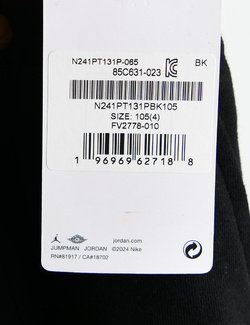 N241PT131P-065 BK
85C631-023
N241PT131PBK105
SIZE: 105(4)
FV2778-010
1 96969 62718 8
jordan.com
JUMPMAN JORDAN ©2024 Nike
RN#81917 / CA#18702